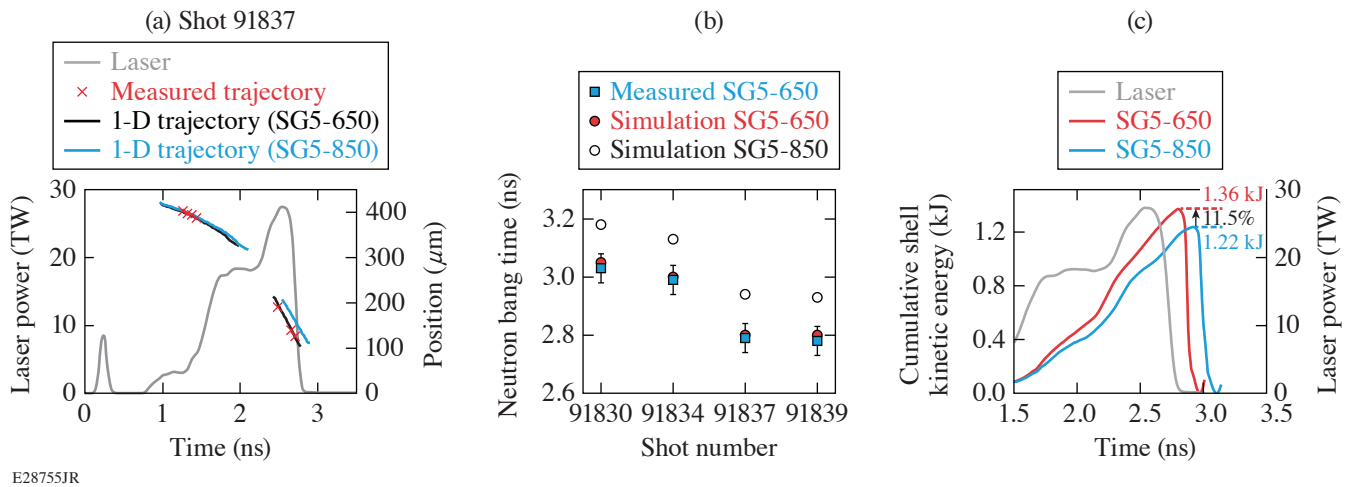 (a) Shot 91837
Laser
Measured trajectory
1-D trajectory (SG5-650)
1-D trajectory (SG5-850)
Laser power (TW)
30
20
10
0
0
1
2
3
Time (ns)
400
300
200
100
0
Position (μm)
(b)
Measured SG5-650
Simulation SG5-650
Simulation SG5-850
Neutron bang time (ns)
3.2
3.0
2.8
2.6
91830
91834
91837
91839
Shot number
(c)
Laser
SG5-650
SG5-850
Cumulative shell
kinetic energy (kJ)
1.2
0.8
0.4
0.0
1.36 kJ
11.5%
1.22 kJ
1.5
2.0
2.5
3.0
3.5
Time (ns)
30
20
10
0
Laser power (TW)
E28755JR